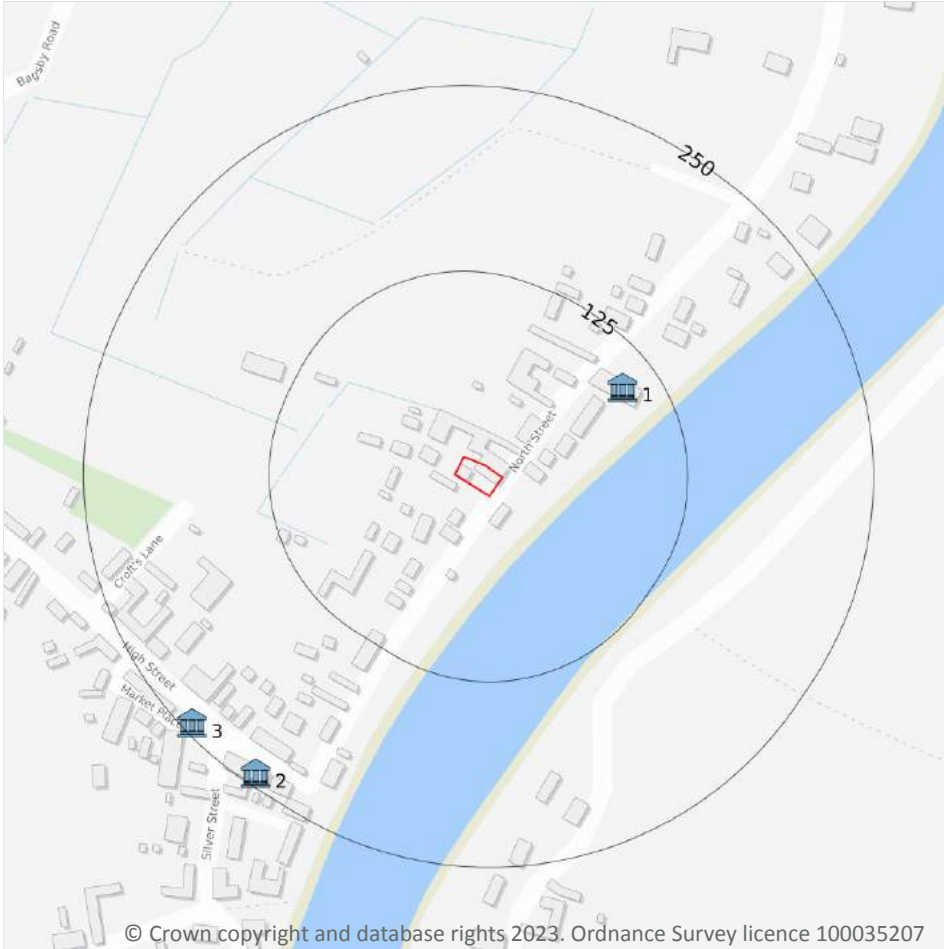 Bagsby Road
250
125
1
North Street
Croft's Lane
High Street
Market Place
3
2
Silver Street
© Crown copyright and database rights 2023. Ordnance Survey licence 100035207